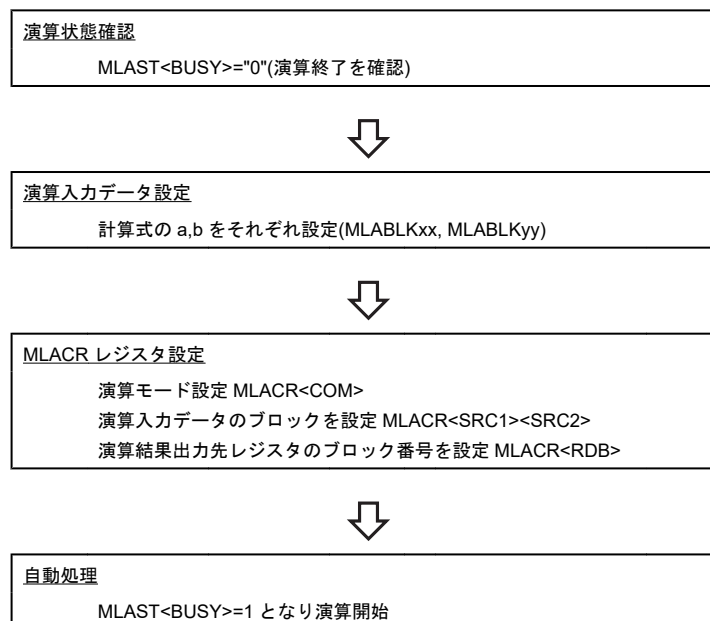 演算状態確認
MLAST<BUSY>="0"(演算終了を確認)
演算入力データ設定
計算式の a,b をそれぞれ設定(MLABLKxx, MLABLKyy)
MLACR レジスタ設定
演算モード設定 MLACR<COM>
演算入力データのブロックを設定 MLACR<SRC1><SRC2>
演算結果出力先レジスタのブロック番号を設定 MLACR<RDB>
自動処理
MLAST<BUSY>=1 となり演算開始